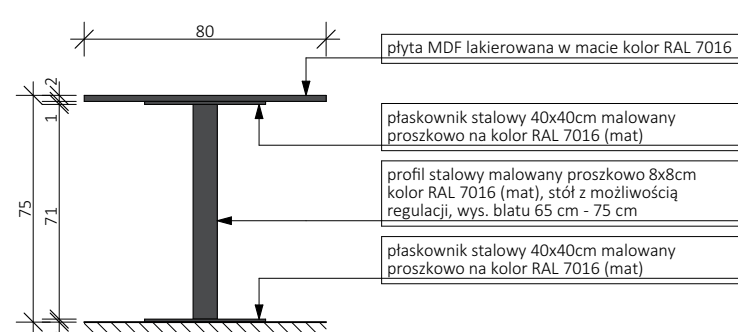 80
płyta MDF lakierowana w macie kolor RAL 7016
2
1
75
71
płaskownik stalowy 40x40cm malowany
proszkowo na kolor RAL 7016 (mat)
profil stalowy malowany proszkowo 8x8cm
kolor RAL 7016 (mat), stół z możliwością
regulacji, wys. blatu 65 cm - 75 cm
płaskownik stalowy 40x40cm malowany
proszkowo na kolor RAL 7016 (mat)